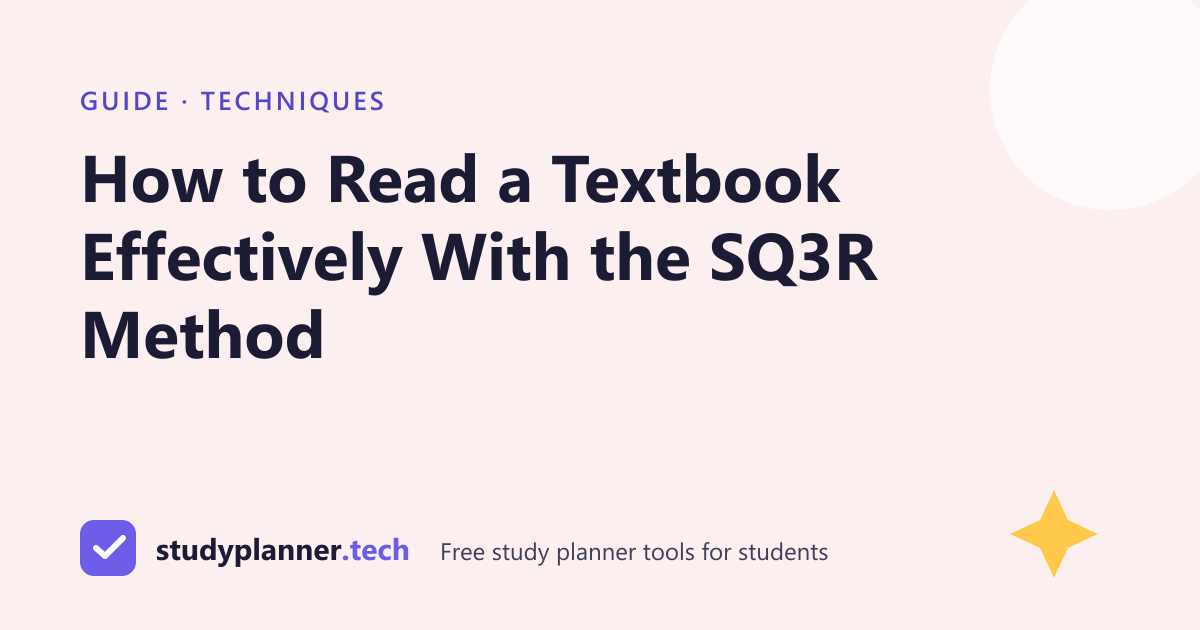 GUIDE · TECHNIQUES
How to Read a Textbook
Effectively With the SQ3R
Method
studyplanner.tech Free study planner tools for students